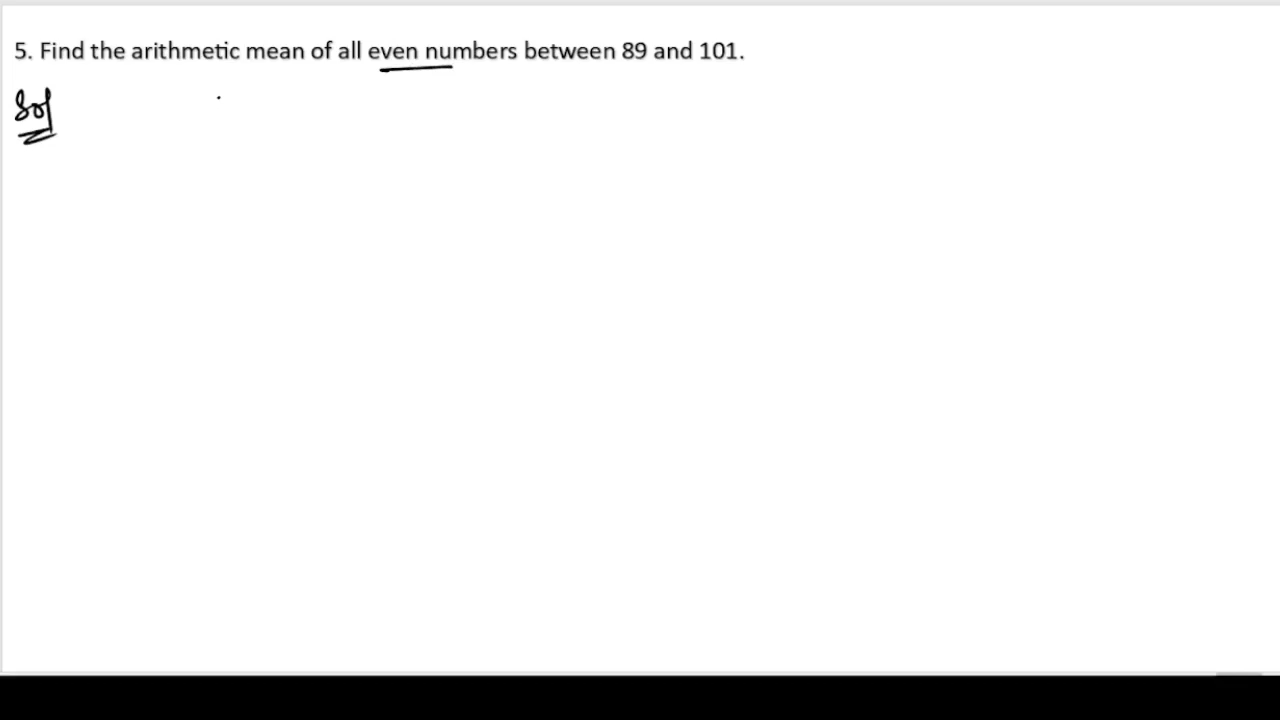 5. Find the arithmetic mean of all even numbers between 89 and 101.
Sol